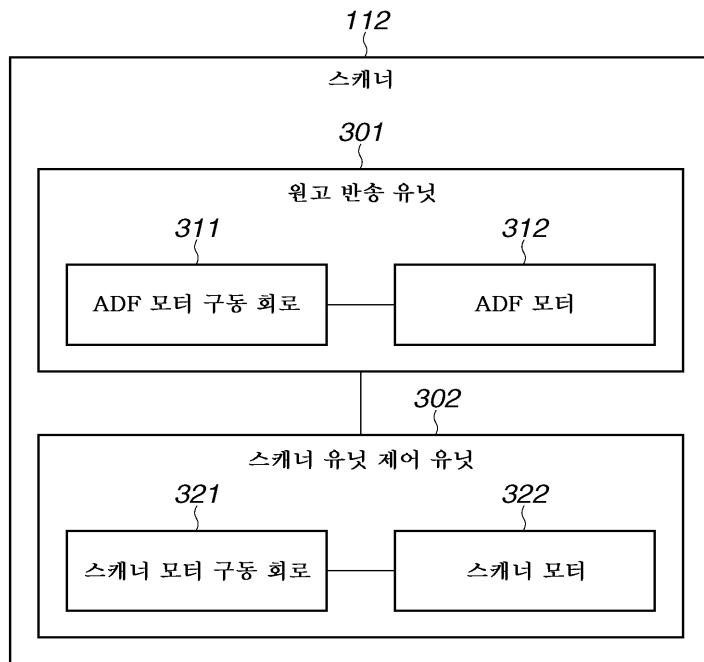 112
스캐너
301
원고 반송 유닛
311
312
ADF 모터 구동 회로
ADF 모터
302
스캐너 유닛 제어 유닛
321
322
스캐너 모터 구동 회로
스캐너 모터